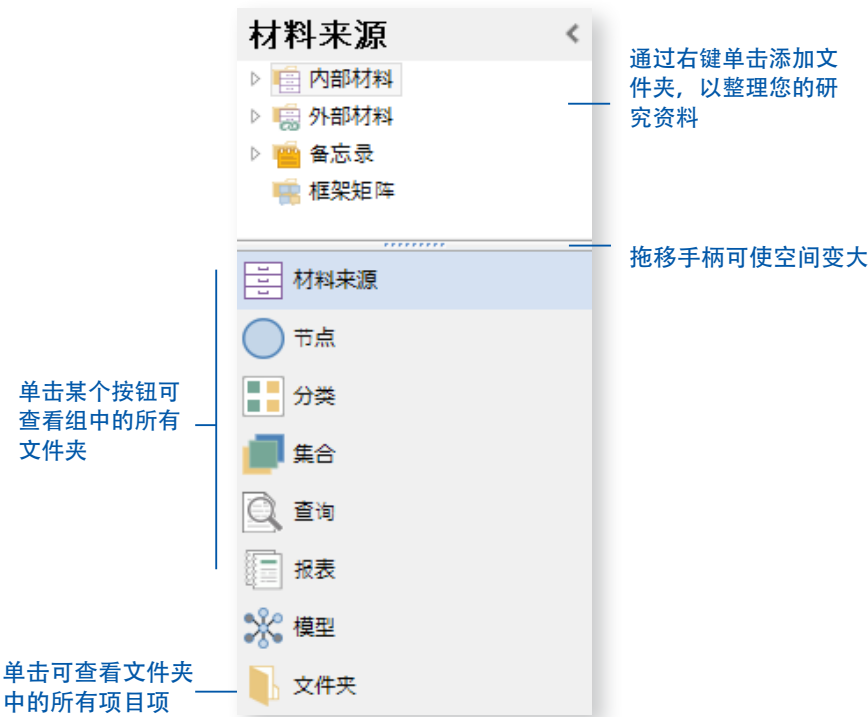 材料来源
内部材料
外部材料
备忘录
框架矩阵
通过右键单击添加文
件夹，以整理您的研
究资料
拖移手柄可使空间变大
材料来源
节点
分类
集合
查询
报表
模型
文件夹
单击某个按钮可
查看组中的所有
文件夹
单击可查看文件夹
中的所有项目项